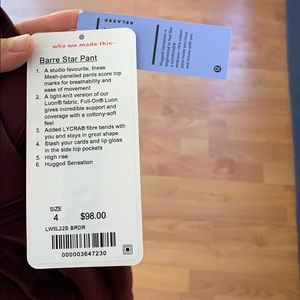 RELAXED
why we made this:
Barre Star Pant
1. A studio favourite, these
Mesh-panelled pants score top
marks for breathability and
ease of movement
2. A tight-knit version of our
Luon® fabric, Full-On® Luon
gives incredible support and
coverage with a cottony-soft
feel
3. Added LYCRA® fibre bends with
you and stays in great shape
4. Stash your cards and lip gloss
in the side hip pockets
5. High rise
6. Hugged Sensation
SIZE
4 $98.00
LW5L22S BRDR
000003647230